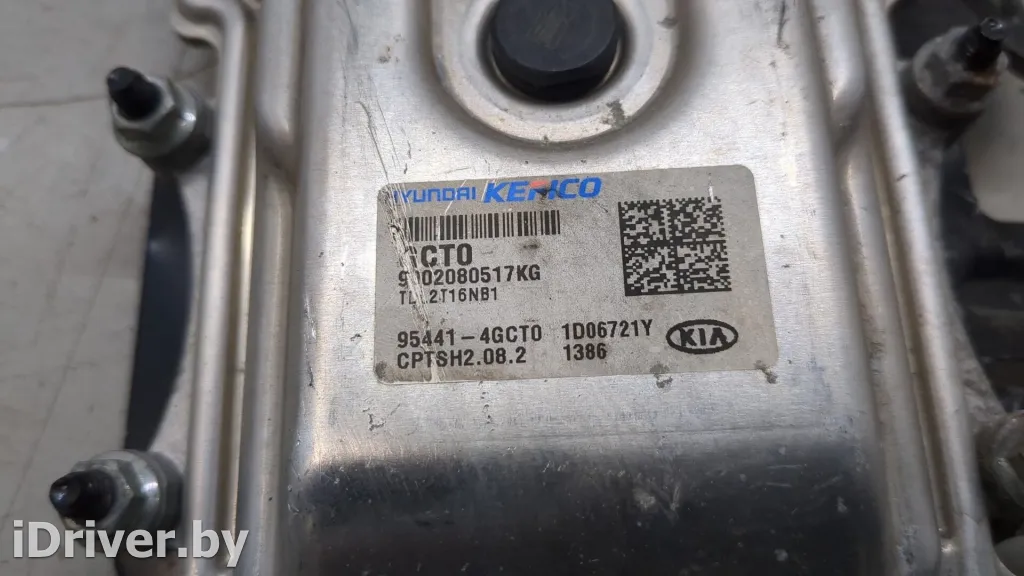 HYUNDAI KEFICO
GCT0
9002080517KG
95441-4GCT0 1D06721Y KIA
CPTSH2.08.2 1386
iDriver.by